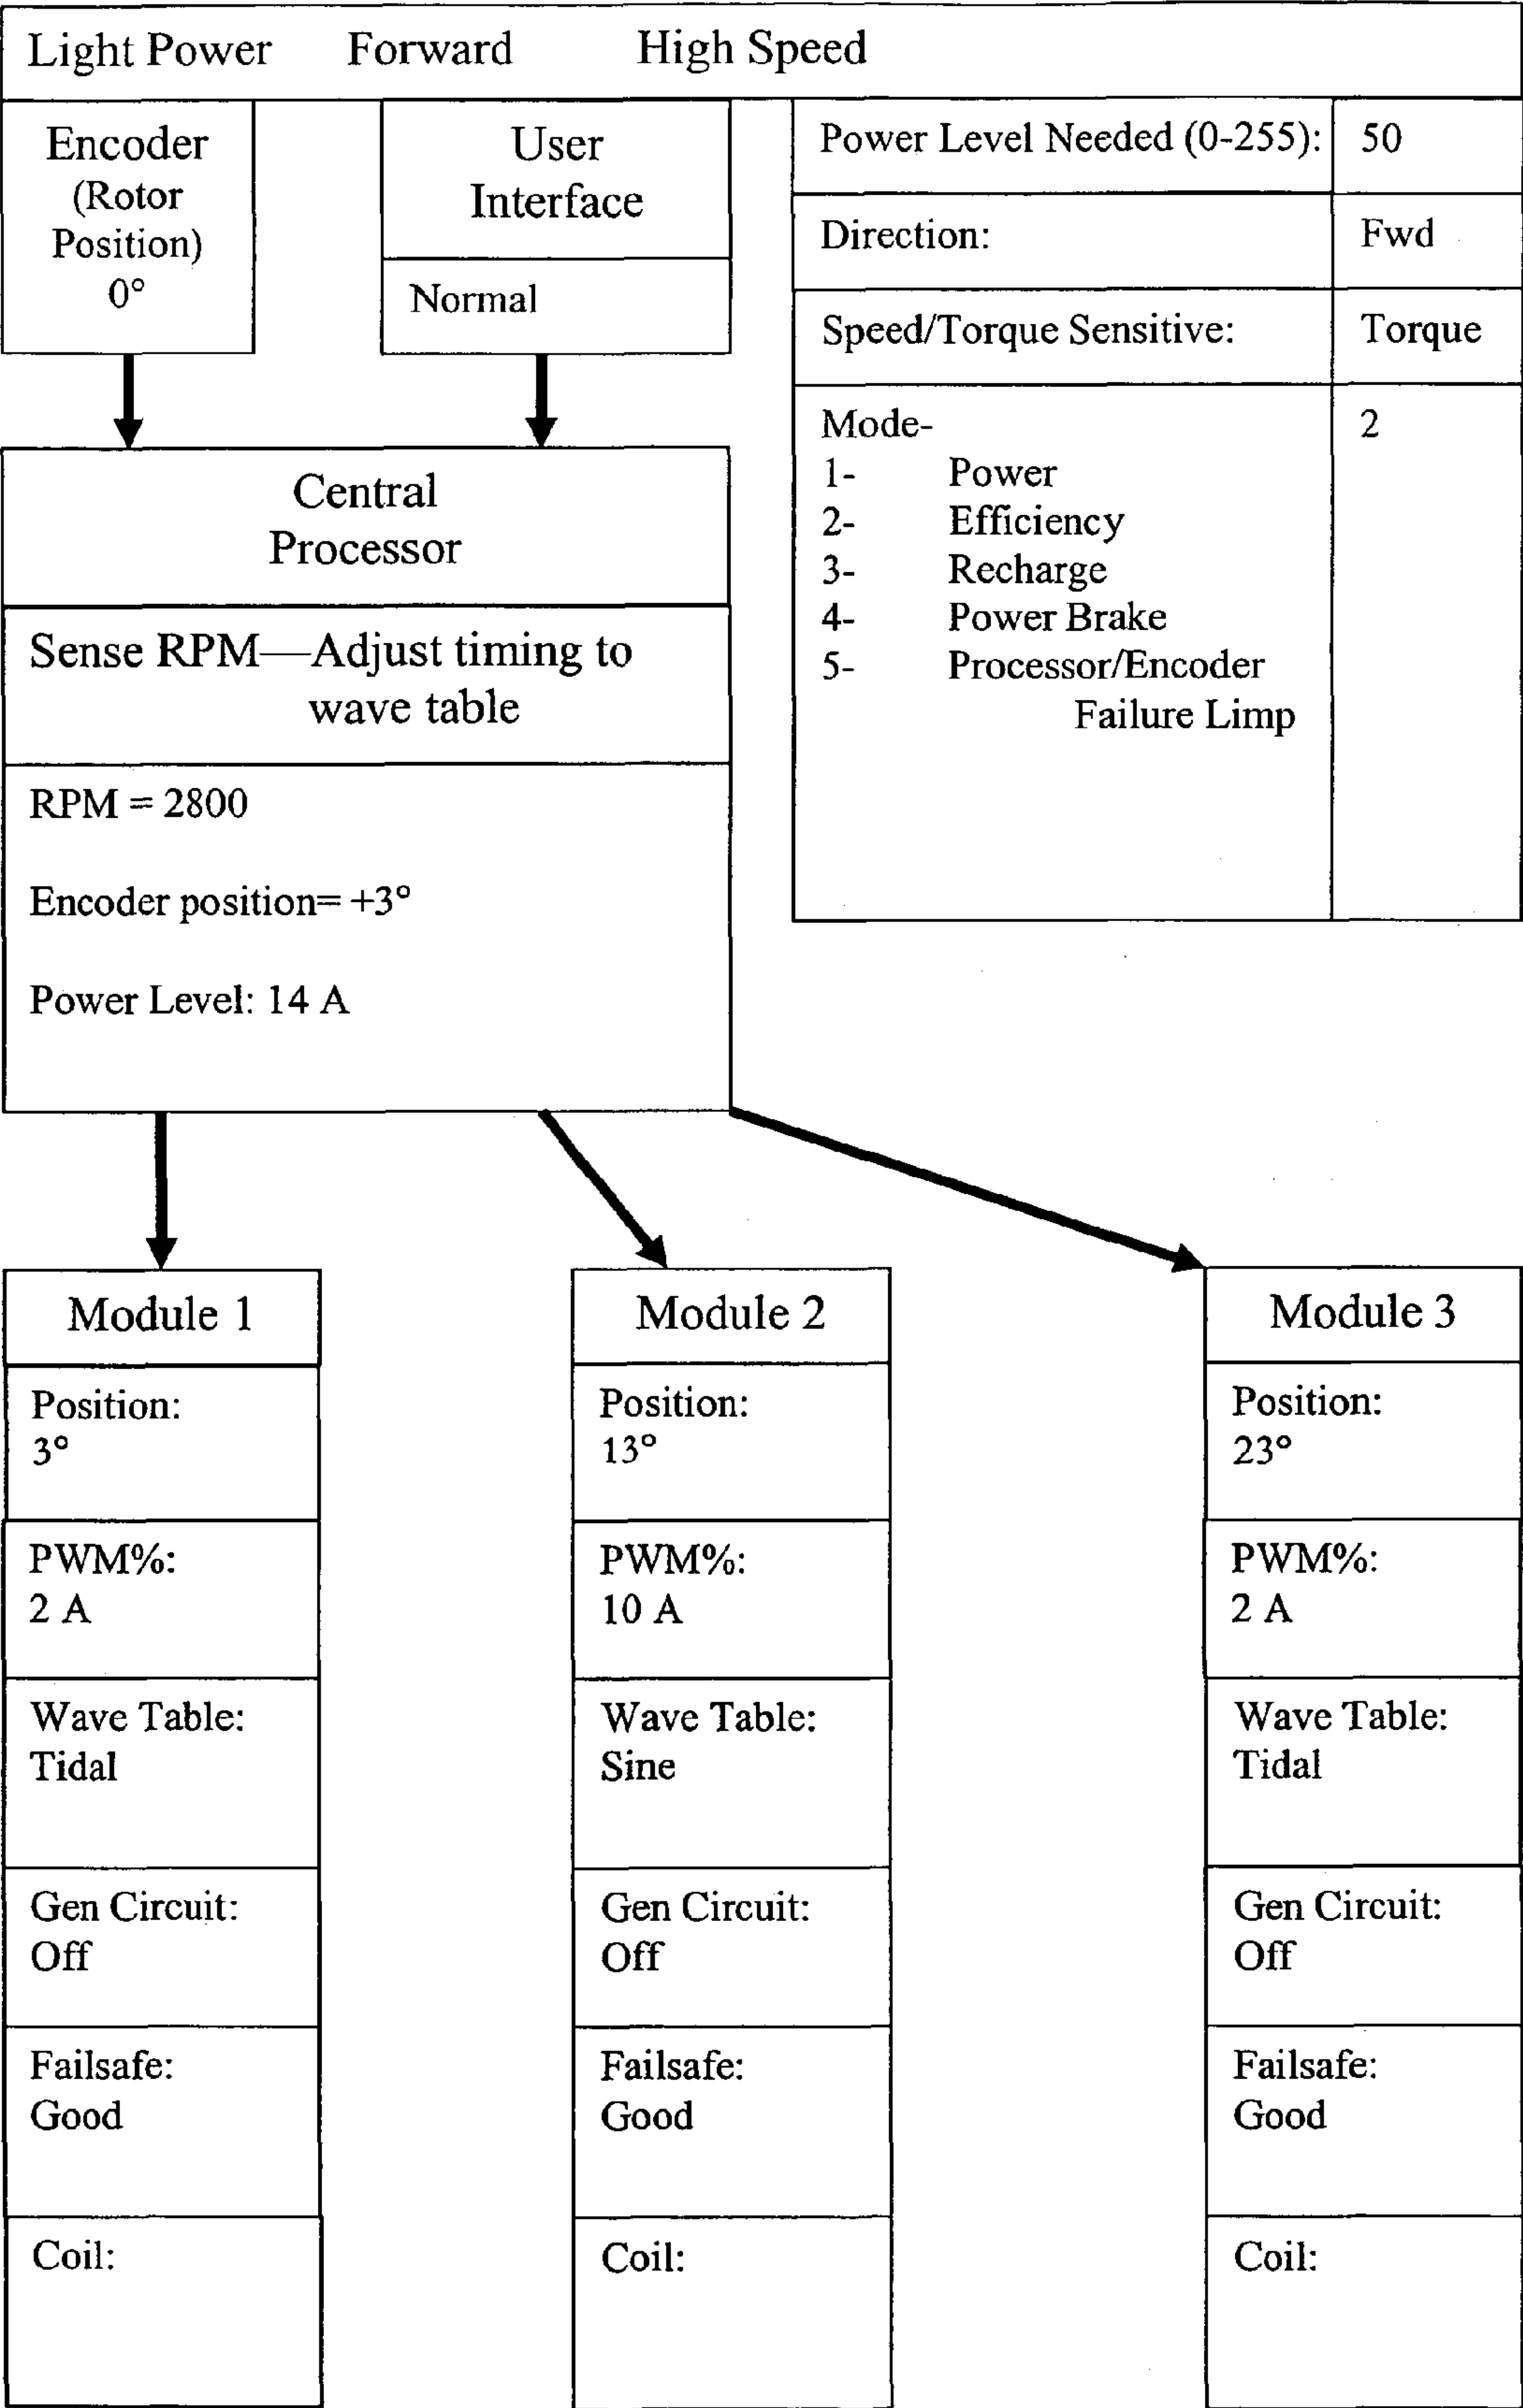 Light Power Forward High Speed
Encoder
(Rotor
Position)
0°
User
Interface
Normal
Power Level Needed (0-255): 50
Direction: Fwd
Speed/Torque Sensitive: Torque
Mode- 2
1- Power
2- Efficiency
3- Recharge
4- Power Brake
5- Processor/Encoder
Failure Limp
Central
Processor
Sense RPM—Adjust timing to
wave table
RPM = 2800
Encoder position= +3°
Power Level: 14 A
Module 1
Position:
3°
PWM%:
2 A
Wave Table:
Tidal
Gen Circuit:
Off
Failsafe:
Good
Coil:
Module 2
Position:
13°
PWM%:
10 A
Wave Table:
Sine
Gen Circuit:
Off
Failsafe:
Good
Coil:
Module 3
Position:
23°
PWM%:
2 A
Wave Table:
Tidal
Gen Circuit:
Off
Failsafe:
Good
Coil: